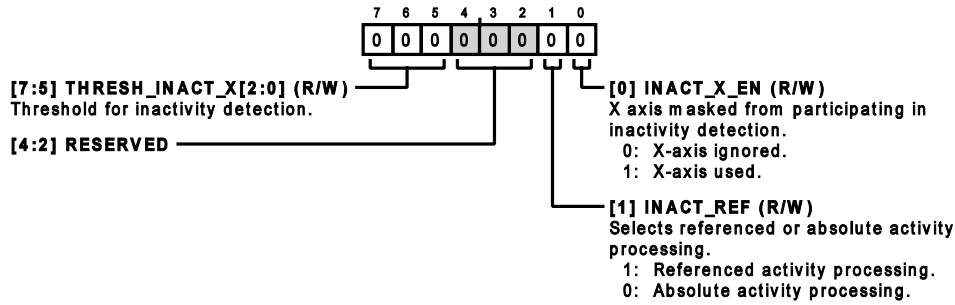 7 6 5 4 3 2 1 0
0 0 0 0 0 0 0 0
[7:5] THRESH_INACT_X[2:0] (R/W)
Threshold for inactivity detection.
[4:2] RESERVED
[0] INACT_X_EN (R/W)
X axis masked from participating in
inactivity detection.
0: X-axis ignored.
1: X-axis used.
[1] INACT_REF (R/W)
Selects referenced or absolute activity
processing.
1: Referenced activity processing.
0: Absolute activity processing.